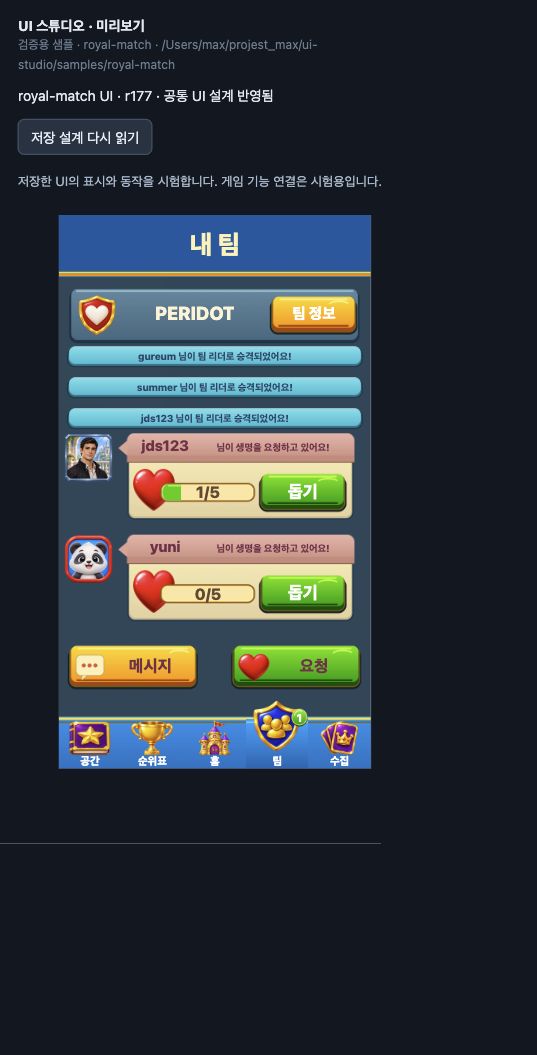 UI 스튜디오 · 미리보기
검증용 샘플 · royal-match · /Users/max/projest_max/ui-
studio/samples/royal-match
royal-match UI · r177 · 공통 UI 설계 반영됨
저장 설계 다시 읽기
저장한 UI의 표시와 동작을 시험합니다. 게임 기능 연결은 시험용입니다.
내 팀
PERIDOT
팀 정보
gureum 님이 팀 리더로 승격되었어요!
summer 님이 팀 리더로 승격되었어요!
jds123 님이 팀 리더로 승격되었어요!
jds123 님이 생명을 요청하고 있어요!
1/5
돕기
yuni 님이 생명을 요청하고 있어요!
0/5
돕기
메시지
요청
1
공간
순위표
홈
팀
수집